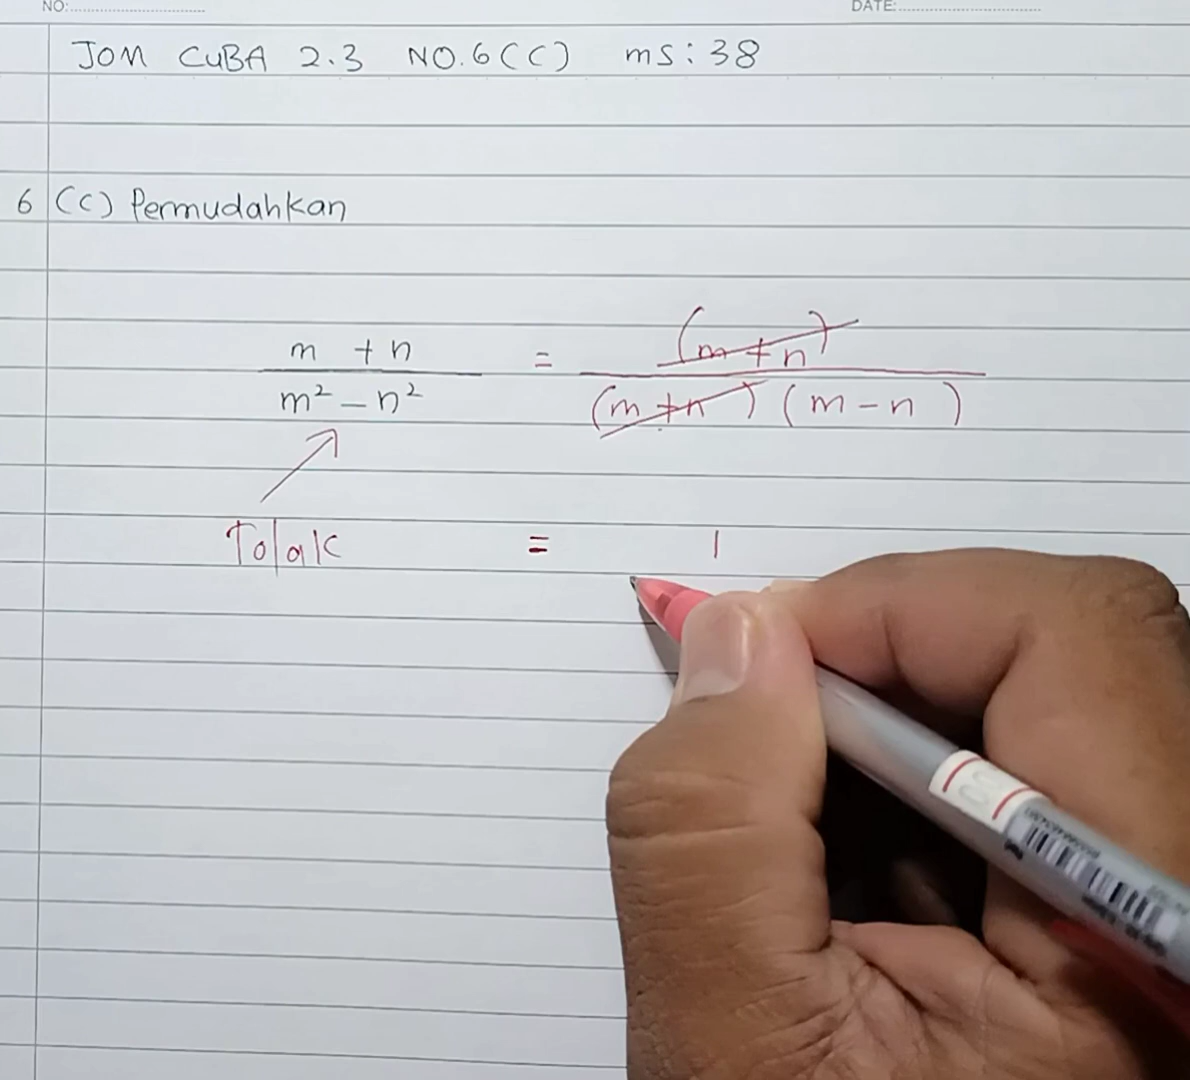 NO: DATE:
JOM CUBA 2.3 NO.6(C) ms: 38
6 (C) Permudahkan
m + n = (m + n)
m² - n² (m + n) (m - n)
Tolak = 1